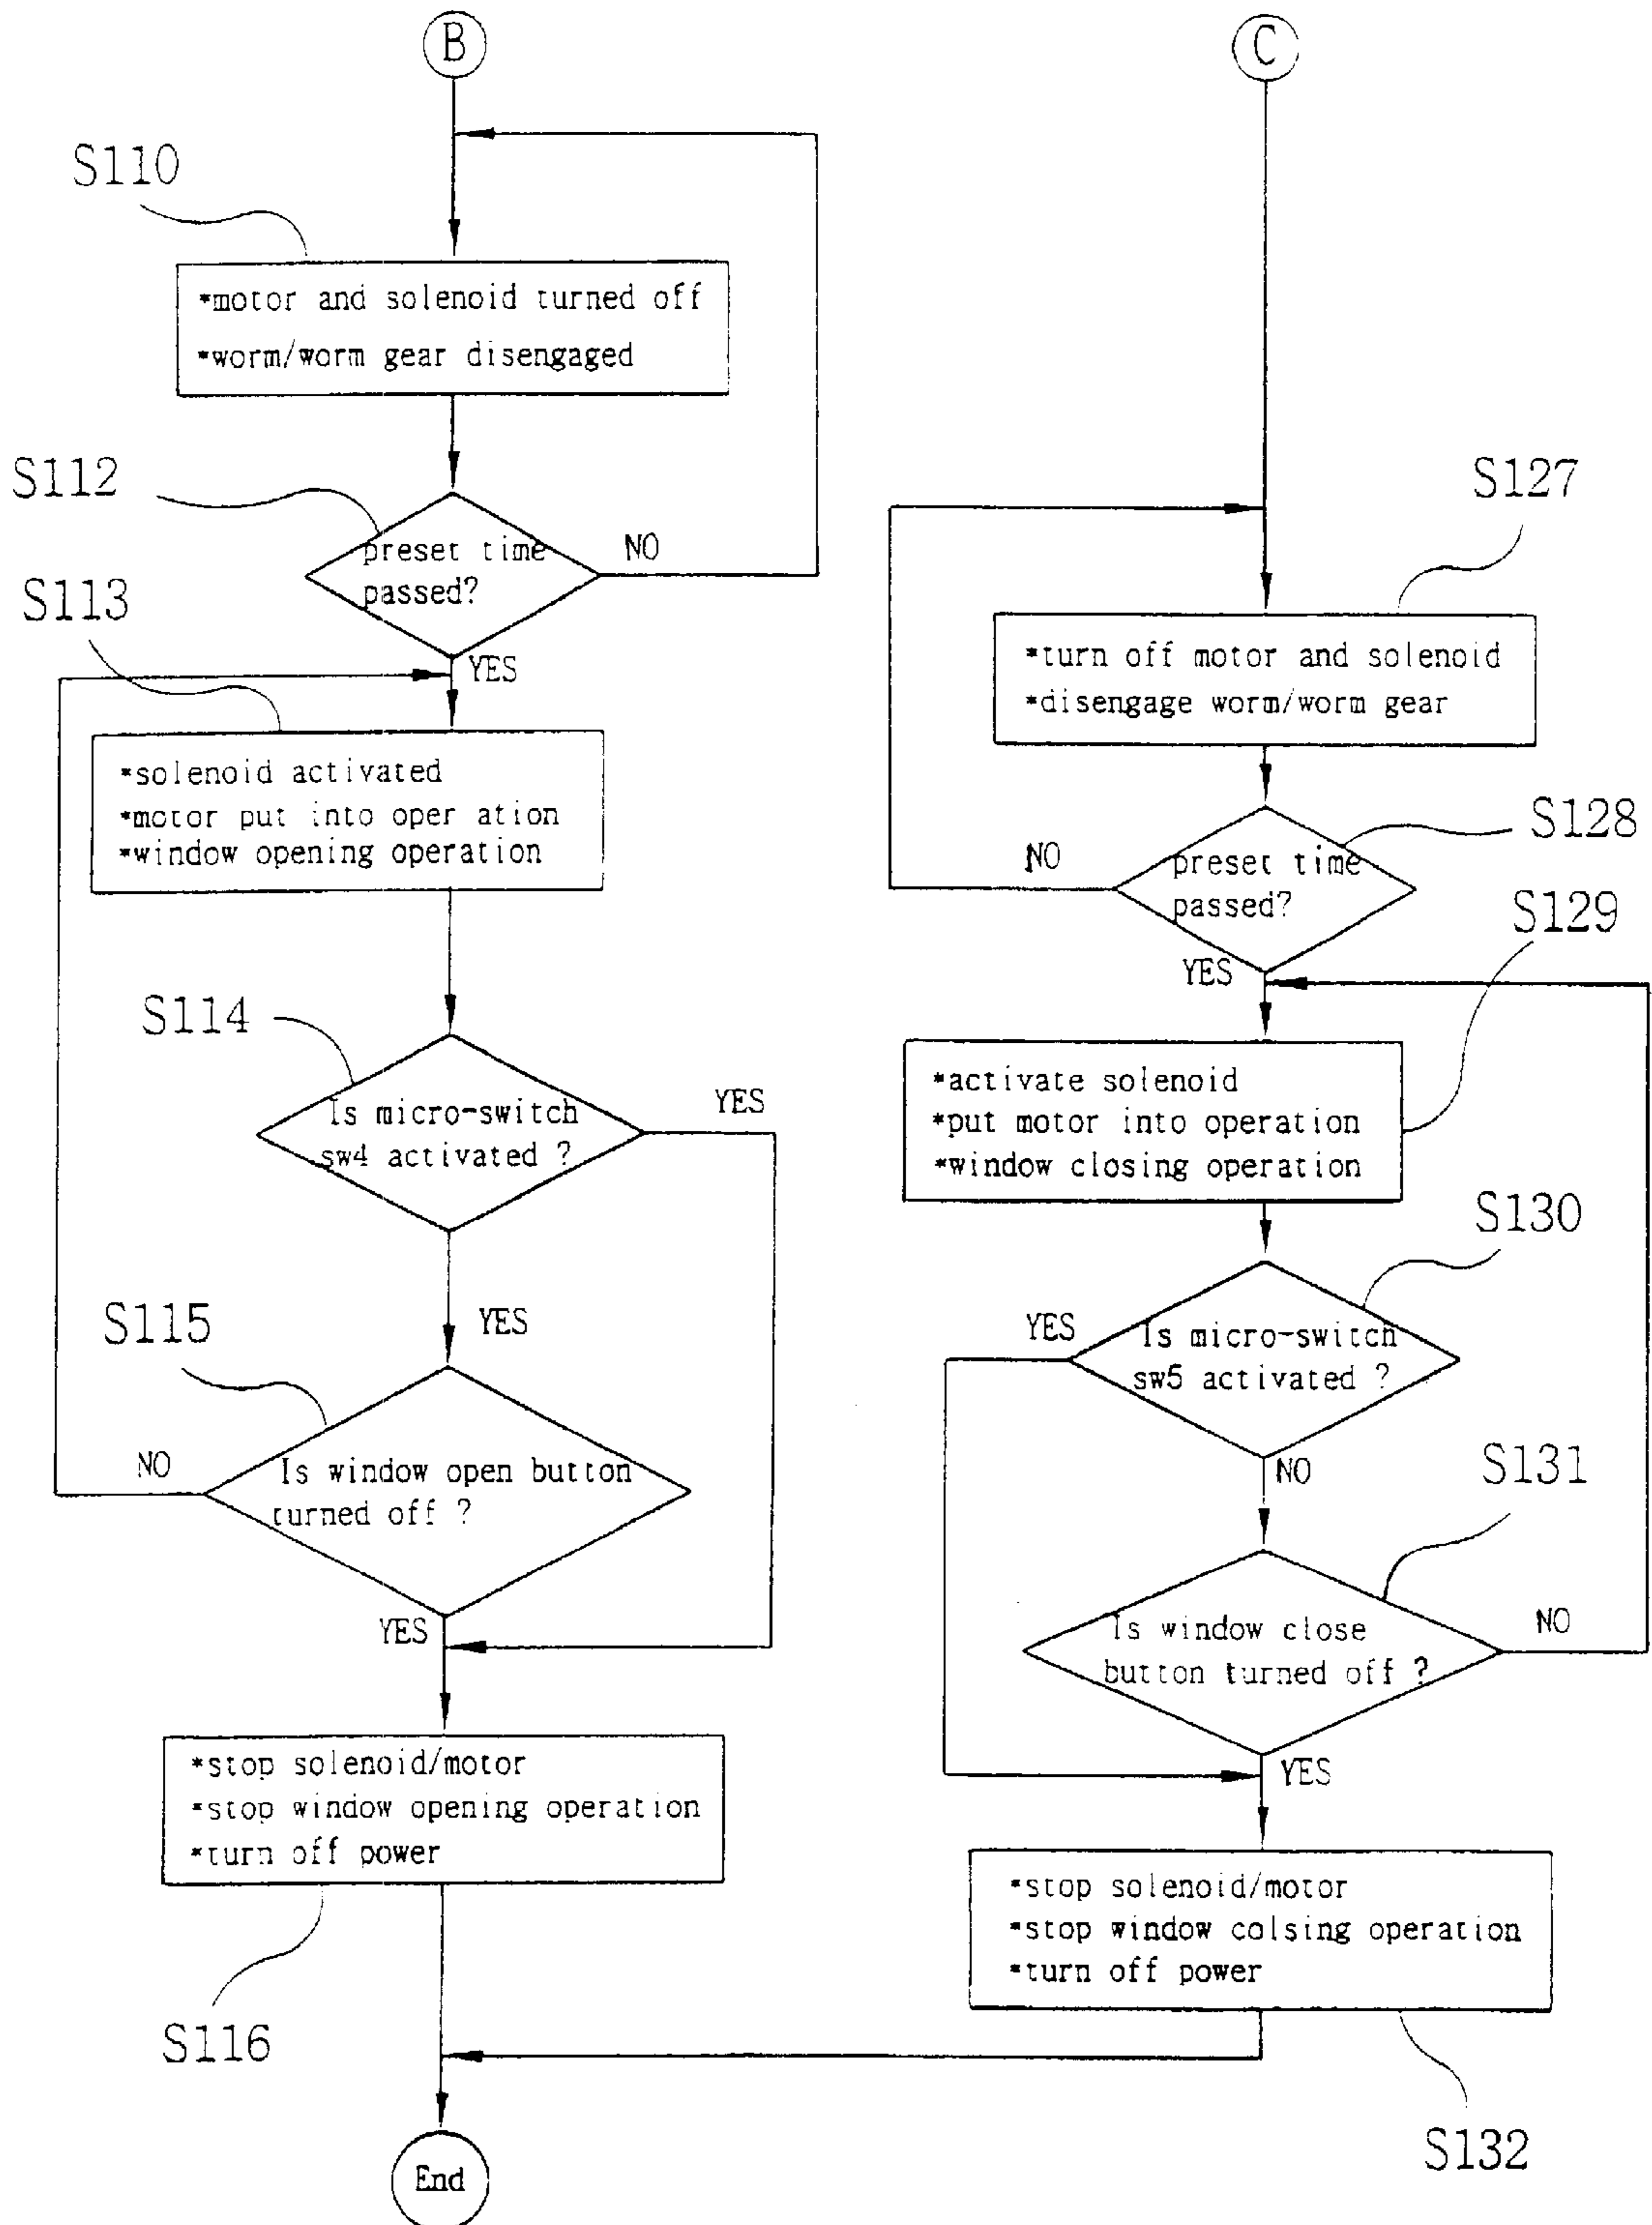 B
S110
*motor and solenoid turned off
*worm/worm gear disengaged
S112
preset time
passed?
NO
YES
S113
*solenoid activated
*motor put into oper ation
*window opening operation
S114
Is micro-switch
sw4 activated ?
YES
YES
S115
Is window open button
turned off ?
NO
YES
*stop solenoid/motor
*stop window opening operation
*turn off power
S116
End
C
S127
*turn off motor and solenoid
*disengage worm/worm gear
S128
preset time
passed?
NO
YES
S129
*activate solenoid
*put motor into operation
*window closing operation
S130
Is micro-switch
sw5 activated ?
YES
NO
S131
Is window close
button turned off ?
NO
YES
*stop solenoid/motor
*stop window colsing operation
*turn off power
S132